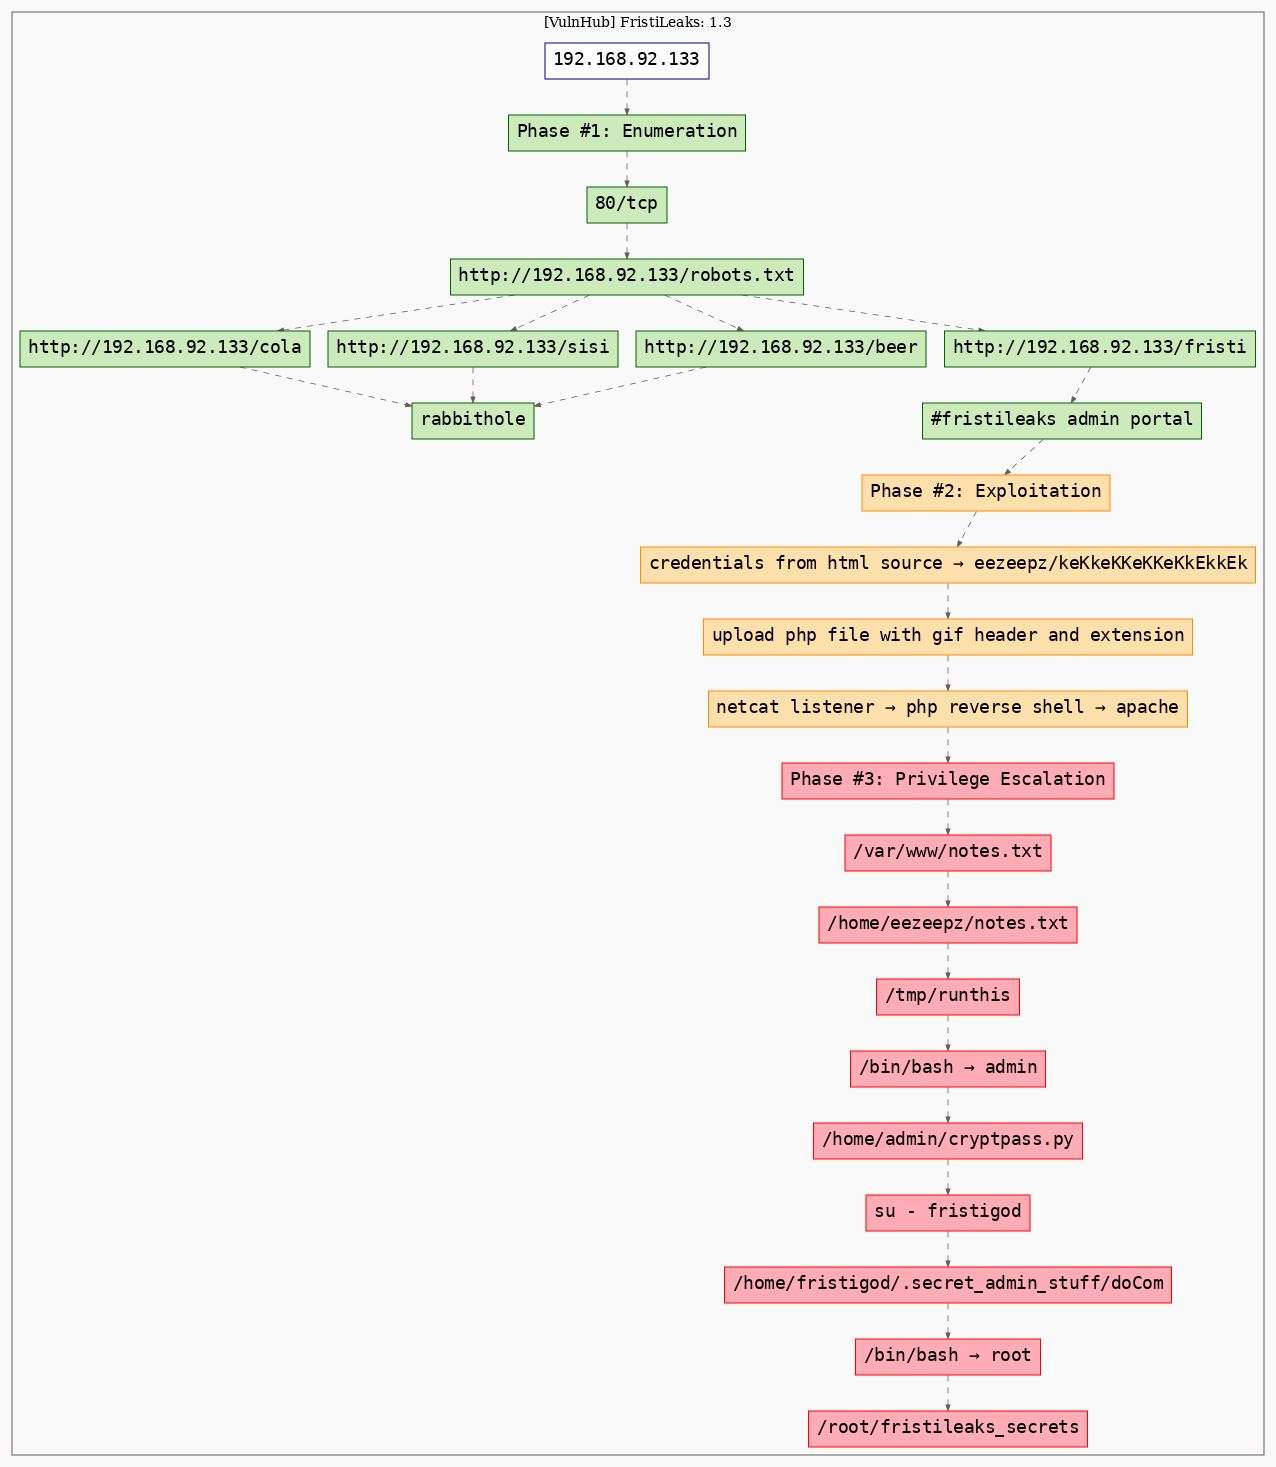 [VulnHub] FristiLeaks: 1.3
192.168.92.133
Phase #1: Enumeration
80/tcp
http://192.168.92.133/robots.txt
http://192.168.92.133/cola
http://192.168.92.133/sisi
http://192.168.92.133/beer
http://192.168.92.133/fristi
rabbithole
#fristileaks admin portal
Phase #2: Exploitation
credentials from html source → eezeepz/keKkeKKeKKeKkEkkEk
upload php file with gif header and extension
netcat listener → php reverse shell → apache
Phase #3: Privilege Escalation
/var/www/notes.txt
/home/eezeepz/notes.txt
/tmp/runthis
/bin/bash → admin
/home/admin/cryptpass.py
su - fristigod
/home/fristigod/.secret_admin_stuff/doCom
/bin/bash → root
/root/fristileaks_secrets